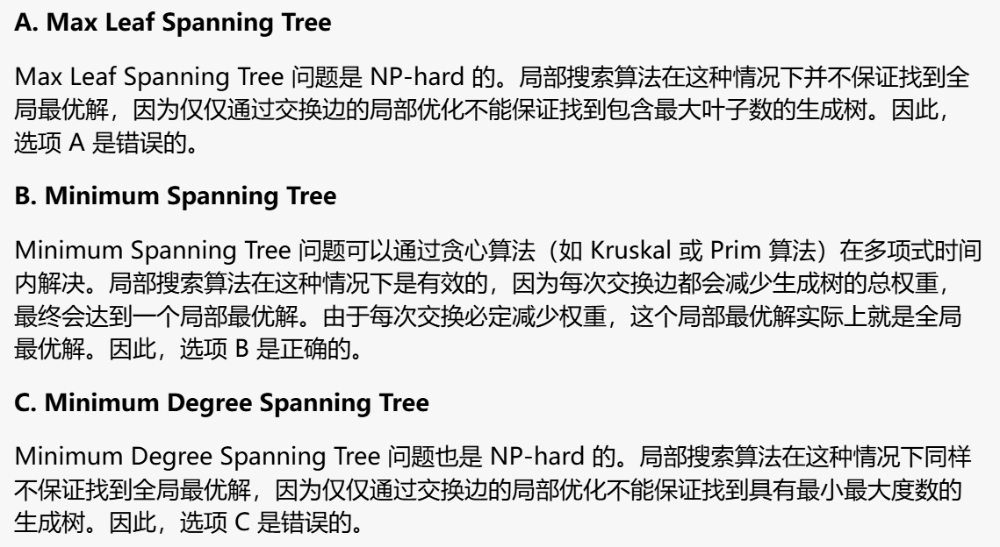 A. Max Leaf Spanning Tree
Max Leaf Spanning Tree 问题是 NP-hard 的。局部搜索算法在这种情况下并不保证找到全
局最优解，因为仅仅通过交换边的局部优化不能保证找到包含最大叶子数的生成树。因此，
选项 A 是错误的。
B. Minimum Spanning Tree
Minimum Spanning Tree 问题可以通过贪心算法（如 Kruskal 或 Prim 算法）在多项式时间
内解决。局部搜索算法在这种情况下是有效的，因为每次交换边都会减少生成树的总权重，
最终会达到一个局部最优解。由于每次交换必定减少权重，这个局部最优解实际上就是全局
最优解。因此，选项 B 是正确的。
C. Minimum Degree Spanning Tree
Minimum Degree Spanning Tree 问题也是 NP-hard 的。局部搜索算法在这种情况下同样
不保证找到全局最优解，因为仅仅通过交换边的局部优化不能保证找到具有最小最大度数的
生成树。因此，选项 C 是错误的。